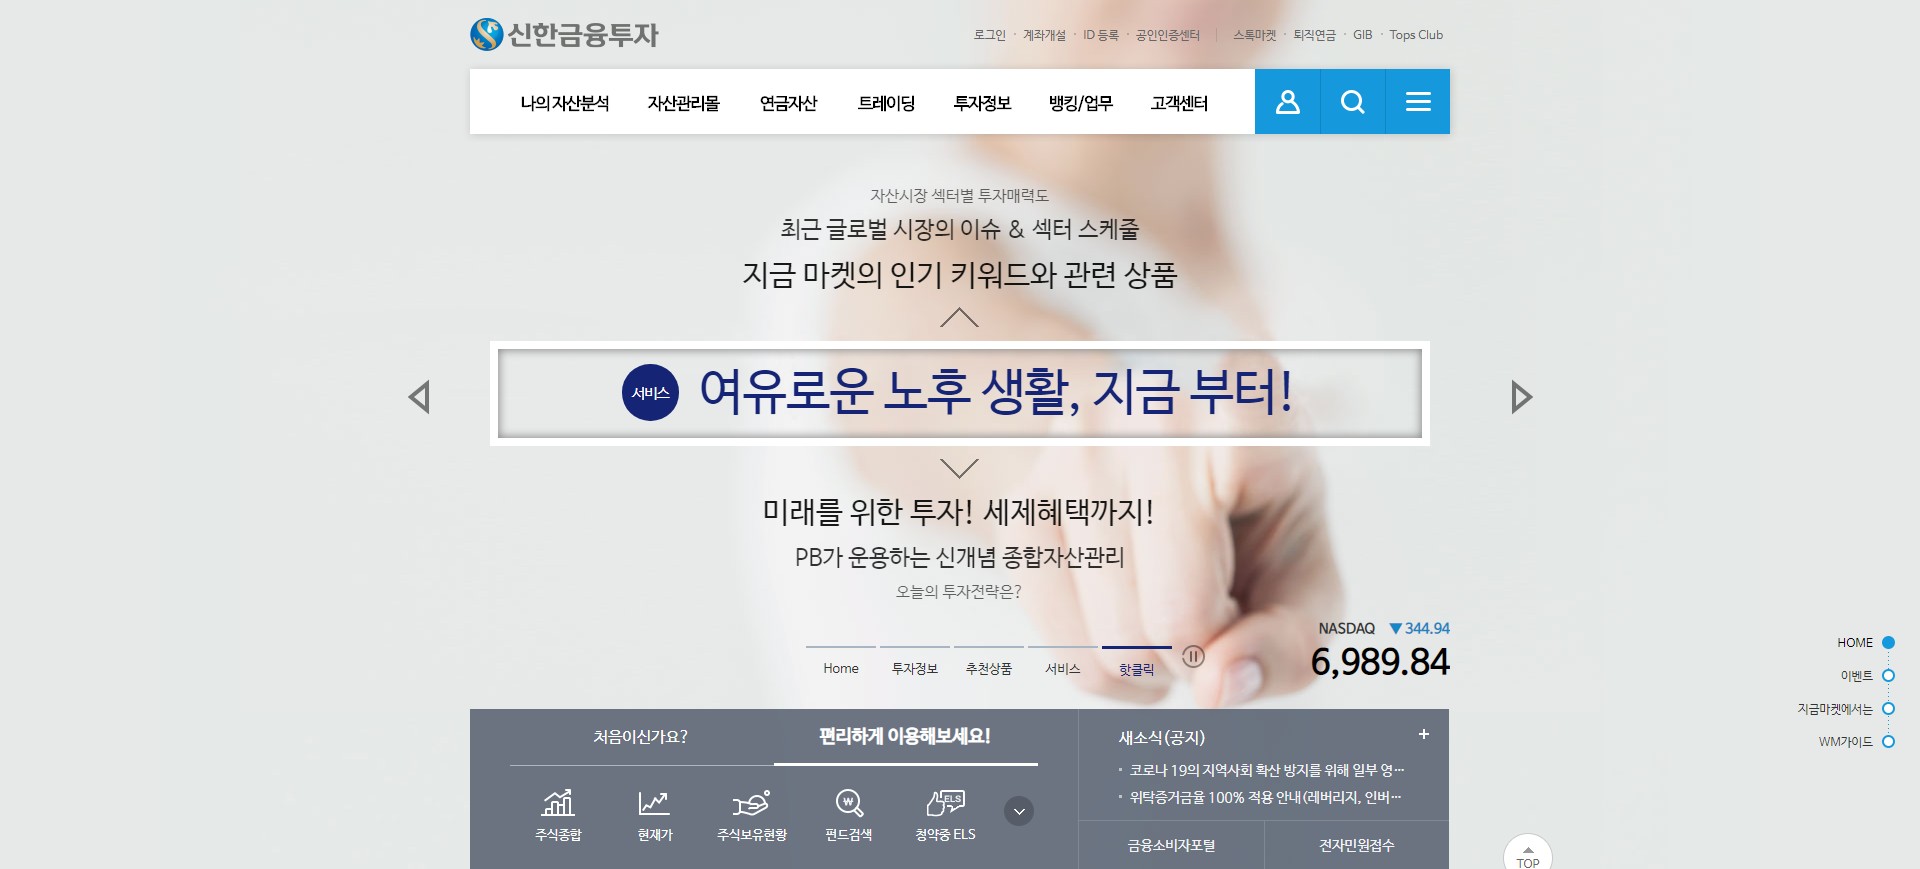 신한금융투자
로그인 · 계좌개설 · ID 등록 · 공인인증센터 | 스톡마켓 · 퇴직연금 · GIB · Tops Club
나의 자산분석 자산관리몰 연금자산 트레이딩 투자정보 뱅킹/업무 고객센터
자산시장 섹터별 투자매력도
최근 글로벌 시장의 이슈 & 섹터 스케줄
지금 마켓의 인기 키워드와 관련 상품
서비스 여유로운 노후 생활, 지금 부터!
미래를 위한 투자! 세제혜택까지!
PB가 운용하는 신개념 종합자산관리
오늘의 투자전략은?
NASDAQ ▼344.94
6,989.84
Home 투자정보 추천상품 서비스 핫클릭
HOME
이벤트
지금마켓에서는
WM가이드
처음이신가요? 편리하게 이용해보세요!
ELS
주식종합 현재가 주식보유현황 펀드검색 청약중 ELS
새소식(공지) +
· 코로나 19의 지역사회 확산 방지를 위해 일부 영…
· 위탁증거금율 100% 적용 안내(레버리지, 인버…
금융소비자포털 전자민원접수
TOP